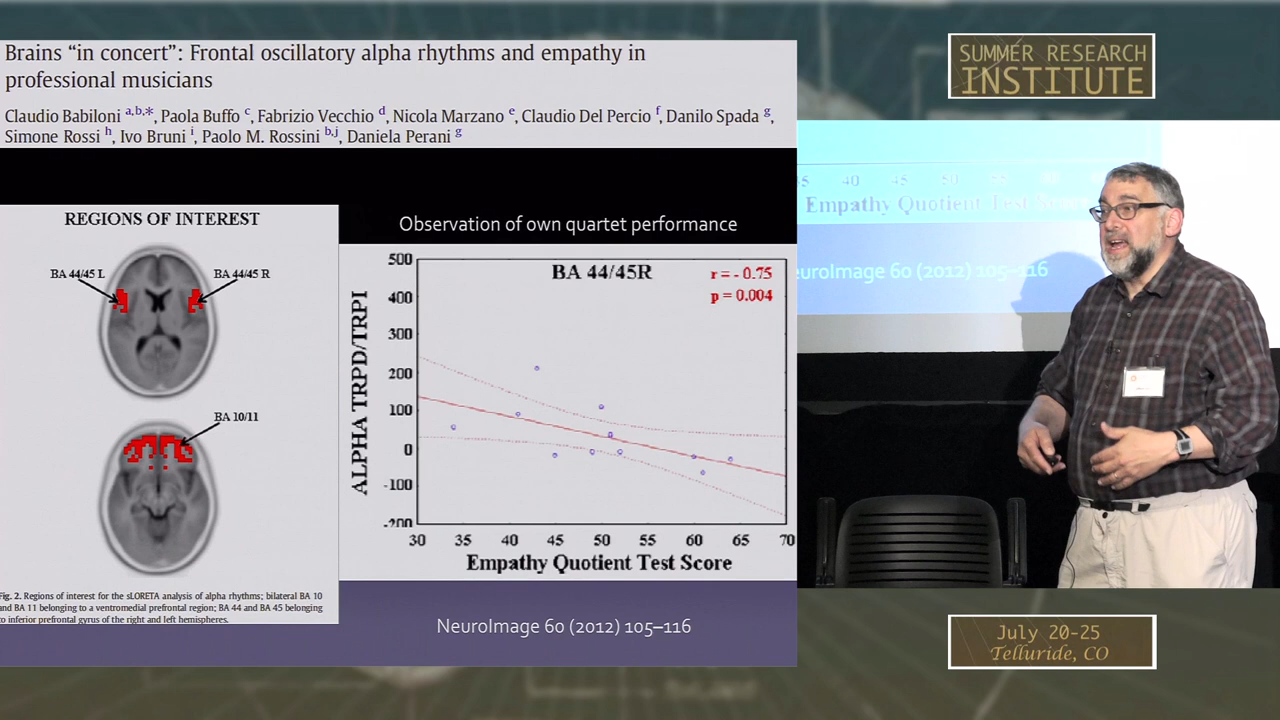 Brains “in concert”: Frontal oscillatory alpha rhythms and empathy in
professional musicians
Claudio Babiloni a,b,*, Paola Buffo c, Fabrizio Vecchio d, Nicola Marzano e, Claudio Del Percio f, Danilo Spada g,
Simone Rossi h, Ivo Bruni i, Paolo M. Rossini b,j, Daniela Perani g
REGIONS OF INTEREST
BA 44/45 L
BA 44/45 R
BA 10/11
Fig. 2. Regions of interest for the sLORETA analysis of alpha rhythms; bilateral BA 10
and BA 11 belonging to a ventromedial prefrontal region; BA 44 and BA 45 belonging
to inferior prefrontal gyrus of the right and left hemispheres.
Observation of own quartet performance
BA 44/45R
r = - 0.75
p = 0.004
ALPHA TRPD/TRPI
500
400
300
200
100
0
-100
-200
30 35 40 45 50 55 60 65 70
Empathy Quotient Test Score
NeuroImage 60 (2012) 105–116
SUMMER RESEARCH
INSTITUTE
40 45 50
Empathy Quotient Test
euroImage 60 (2012) 105–116
July 20-25
Telluride, CO